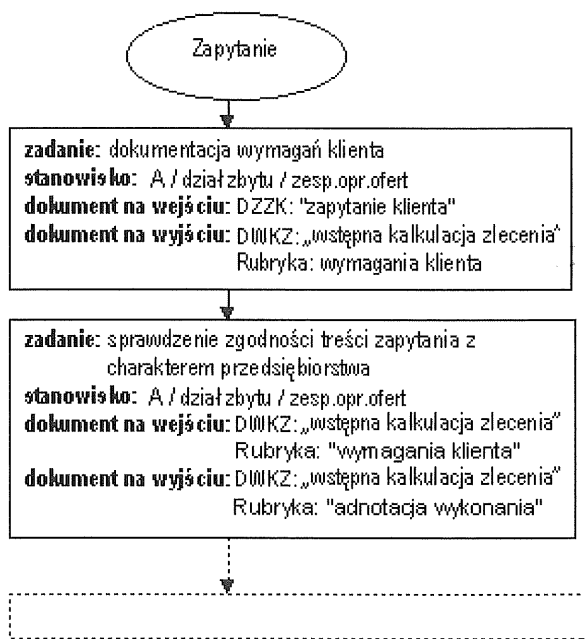 Zapytanie
zadanie: dokumentacja wymagań klienta
stanowisko: A / dział zbytu / zesp.opr.ofert
dokument na wejściu: DZZK: "zapytanie klienta"
dokument na wyjściu: DWKZ: „wstępna kalkulacja zlecenia”
Rubryka: wymagania klienta
zadanie: sprawdzenie zgodności treści zapytania z
charakterem przedsiębiorstwa
stanowisko: A / dział zbytu / zesp.opr.ofert
dokument na wejściu: DWKZ: „wstępna kalkulacja zlecenia”
Rubryka: "wymagania klienta"
dokument na wyjściu: DWKZ: „wstępna kalkulacja zlecenia”
Rubryka: "adnotacja wykonania"